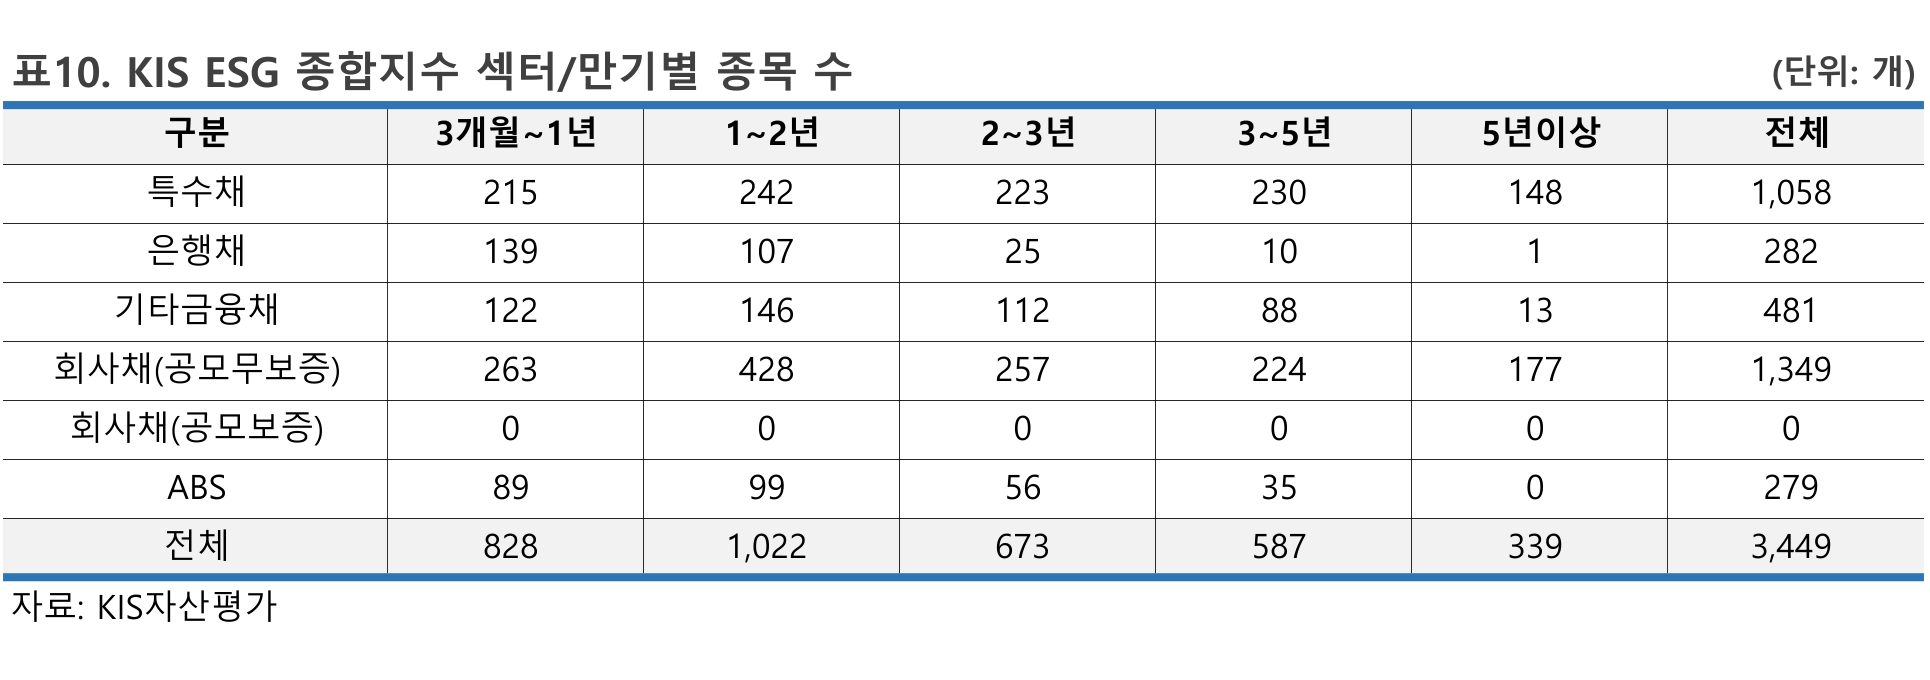 표10. KIS ESG 종합지수 섹터/만기별 종목 수 (단위: 개)
구분 3개월~1년 1~2년 2~3년 3~5년 5년이상 전체
특수채 215 242 223 230 148 1,058
은행채 139 107 25 10 1 282
기타금융채 122 146 112 88 13 481
회사채(공모무보증) 263 428 257 224 177 1,349
회사채(공모보증) 0 0 0 0 0 0
ABS 89 99 56 35 0 279
전체 828 1,022 673 587 339 3,449
자료: KIS자산평가